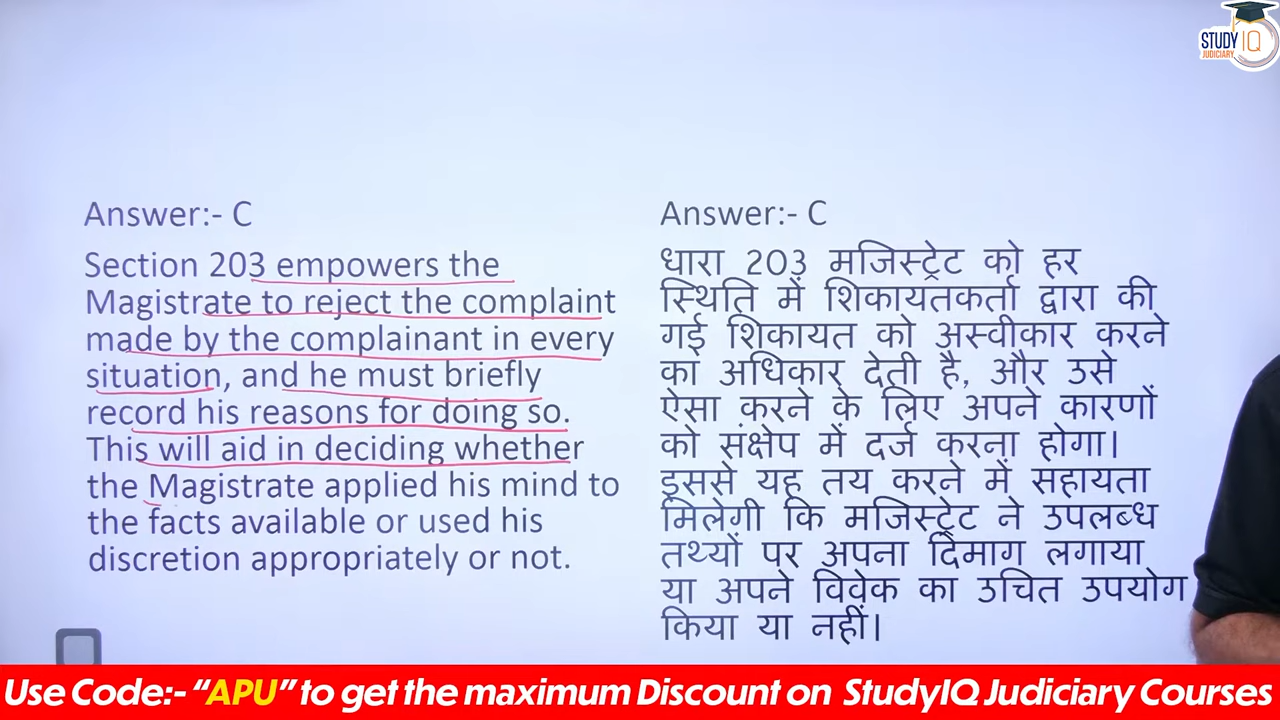 STUDY IQ
JUDICIARY
Answer:- C
Section 203 empowers the
Magistrate to reject the complaint
made by the complainant in every
situation, and he must briefly
record his reasons for doing so.
This will aid in deciding whether
the Magistrate applied his mind to
the facts available or used his
discretion appropriately or not.
Answer:- C
धारा 203 मजिस्ट्रेट को हर
स्थिति में शिकायतकर्ता द्वारा की
गई शिकायत को अस्वीकार करने
का अधिकार देती है, और उसे
ऐसा करने के लिए अपने कारणों
को संक्षेप में दर्ज करना होगा।
इससे यह तय करने में सहायता
मिलेगी कि मजिस्ट्रेट ने उपलब्ध
तथ्यों पर अपना दिमाग लगाया
या अपने विवेक का उचित उपयोग
किया या नहीं।
Use Code:- “APU” to get the maximum Discount on StudyIQ Judiciary Courses